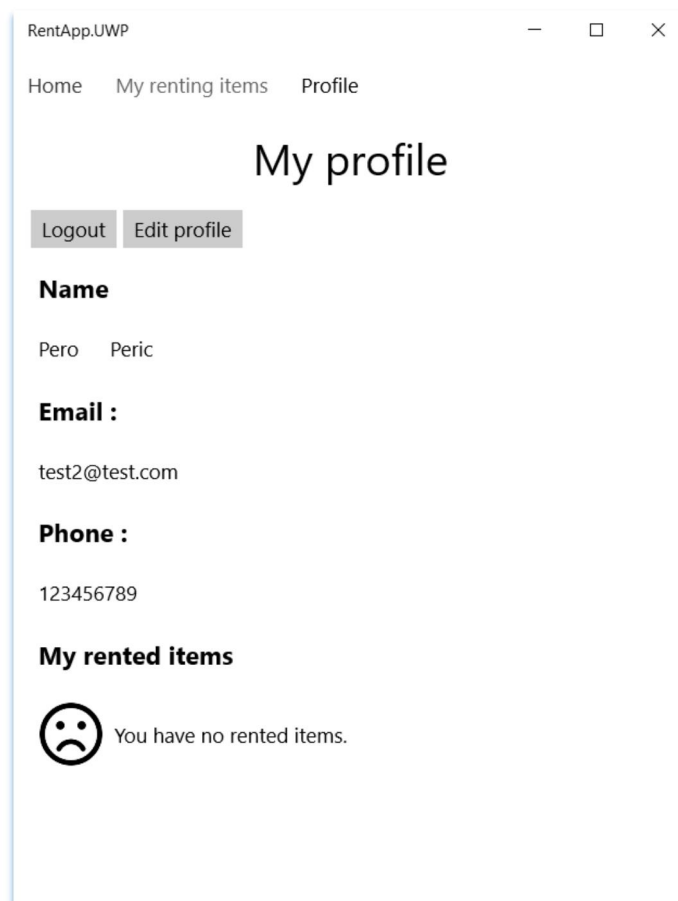 RentApp.UWP
Home My renting items Profile
My profile
Logout Edit profile
Name
Pero Peric
Email :
test2@test.com
Phone :
123456789
My rented items
You have no rented items.